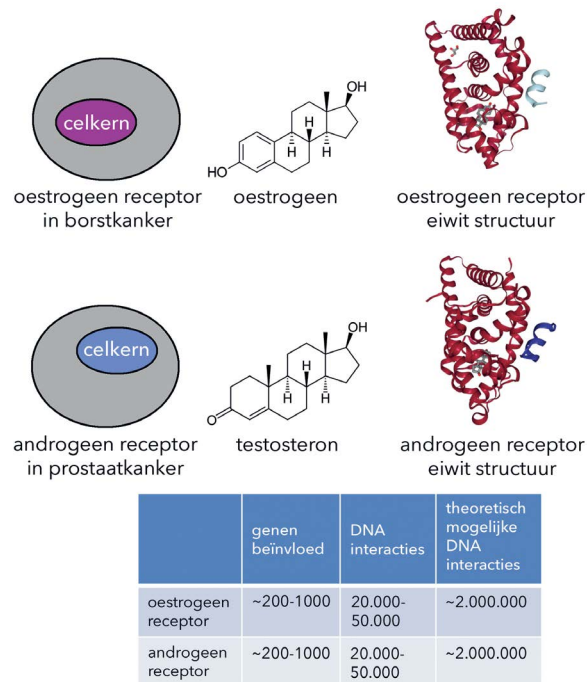 celkern
OH
H
H
H
HO
oestrogeen receptor
in borstkanker
oestrogeen
oestrogeen receptor
eiwit structuur
celkern
OH
H
H
H
O
androgeen receptor
in prostaatkanker
testosteron
androgeen receptor
eiwit structuur
genen
beïnvloed
DNA
interacties
theoretisch
mogelijke
DNA
interacties
oestrogeen
receptor
~200-1000
20.000-
50.000
~2.000.000
androgeen
receptor
~200-1000
20.000-
50.000
~2.000.000